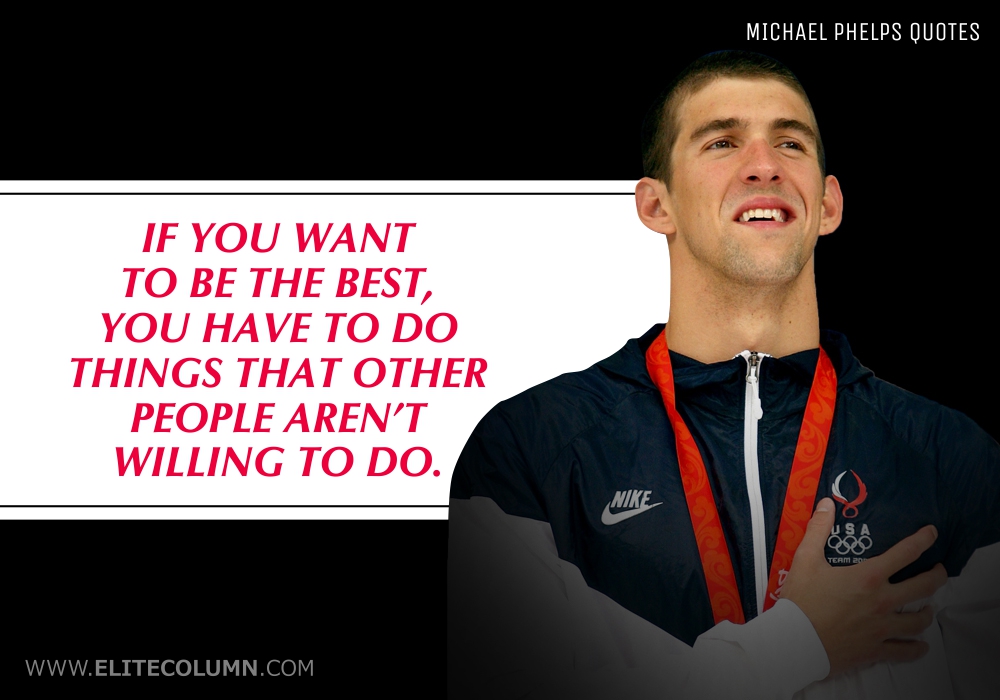 MICHAEL PHELPS QUOTES
IF YOU WANT
TO BE THE BEST,
YOU HAVE TO DO
THINGS THAT OTHER
PEOPLE AREN’T
WILLING TO DO.
NIKE
USA
TEAM
WWW.ELITECOLUMN.COM